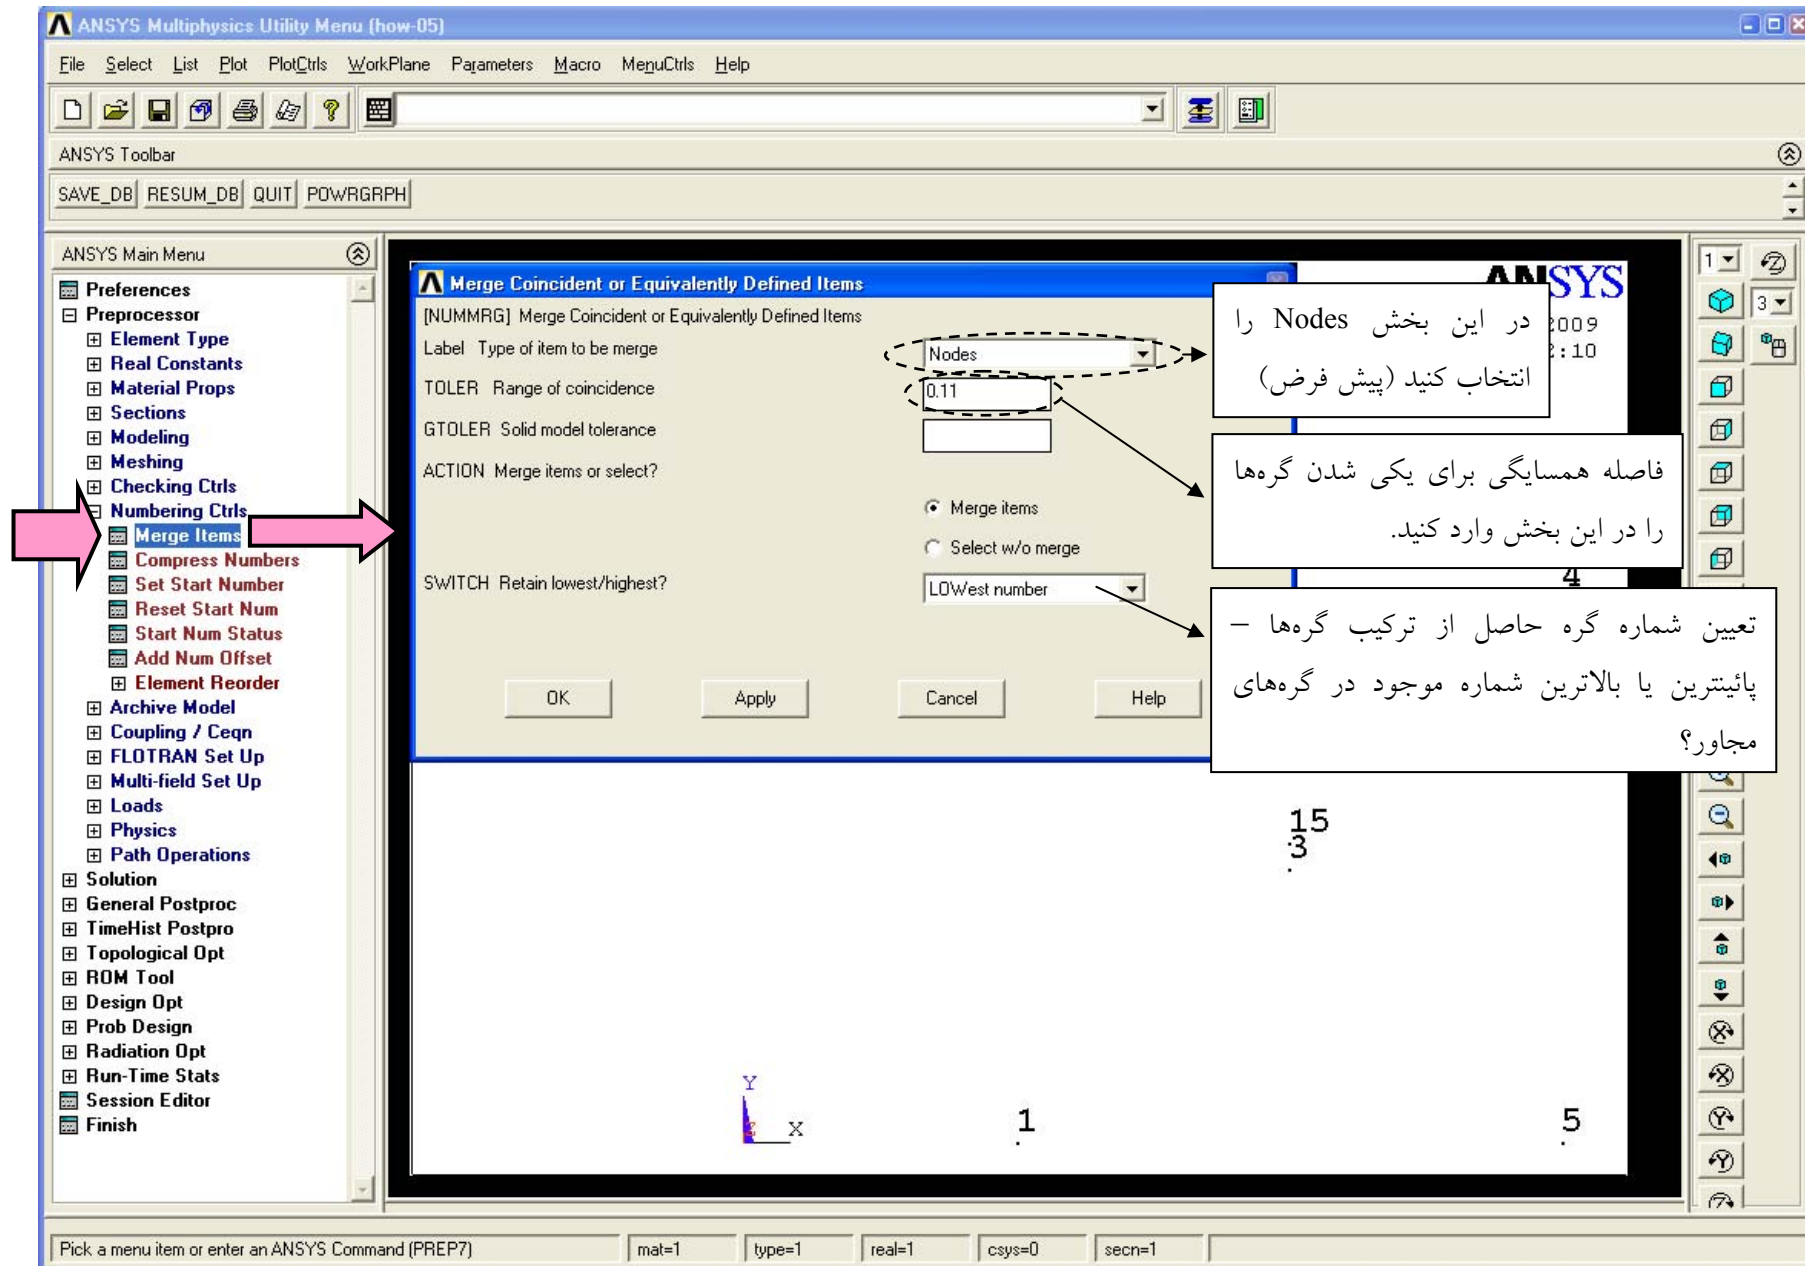 ANSYS Multiphysics Utility Menu (how-05)
File Select List Plot PlotCtrls WorkPlane Parameters Macro MenuCtrls Help
ANSYS Toolbar
SAVE_DB RESUM_DB QUIT POWRGRPH
ANSYS Main Menu
Preferences
Preprocessor
Element Type
Real Constants
Material Props
Sections
Modeling
Meshing
Checking Ctrls
Numbering Ctrls
Merge Items
Compress Numbers
Set Start Number
Reset Start Num
Start Num Status
Add Num Offset
Element Reorder
Archive Model
Coupling / Ceqn
FLOTRAN Set Up
Multi-field Set Up
Loads
Physics
Path Operations
Solution
General Postproc
TimeHist Postpro
Topological Opt
ROM Tool
Design Opt
Prob Design
Radiation Opt
Run-Time Stats
Session Editor
Finish
Merge Coincident or Equivalently Defined Items
[NUMMRG] Merge Coincident or Equivalently Defined Items
Label Type of item to be merge
Nodes
TOLER Range of coincidence
0.11
GTOLER Solid model tolerance
ACTION Merge items or select?
Merge items
Select w/o merge
SWITCH Retain lowest/highest?
LOWest number
OK Apply Cancel Help
در این بخش Nodes را
انتخاب کنید (پیش فرض)
فاصله همسایگی برای یکی شدن گره‌ها
را در این بخش وارد کنید.
تعیین شماره گره حاصل از ترکیب گره‌ها –
پائینترین یا بالاترین شماره موجود در گره‌های
مجاور؟
ANSYS
2009
:10
4
15
3
1
5
Y
Z
X
1
3
Pick a menu item or enter an ANSYS Command (PREP7) mat=1 type=1 real=1 csys=0 secn=1